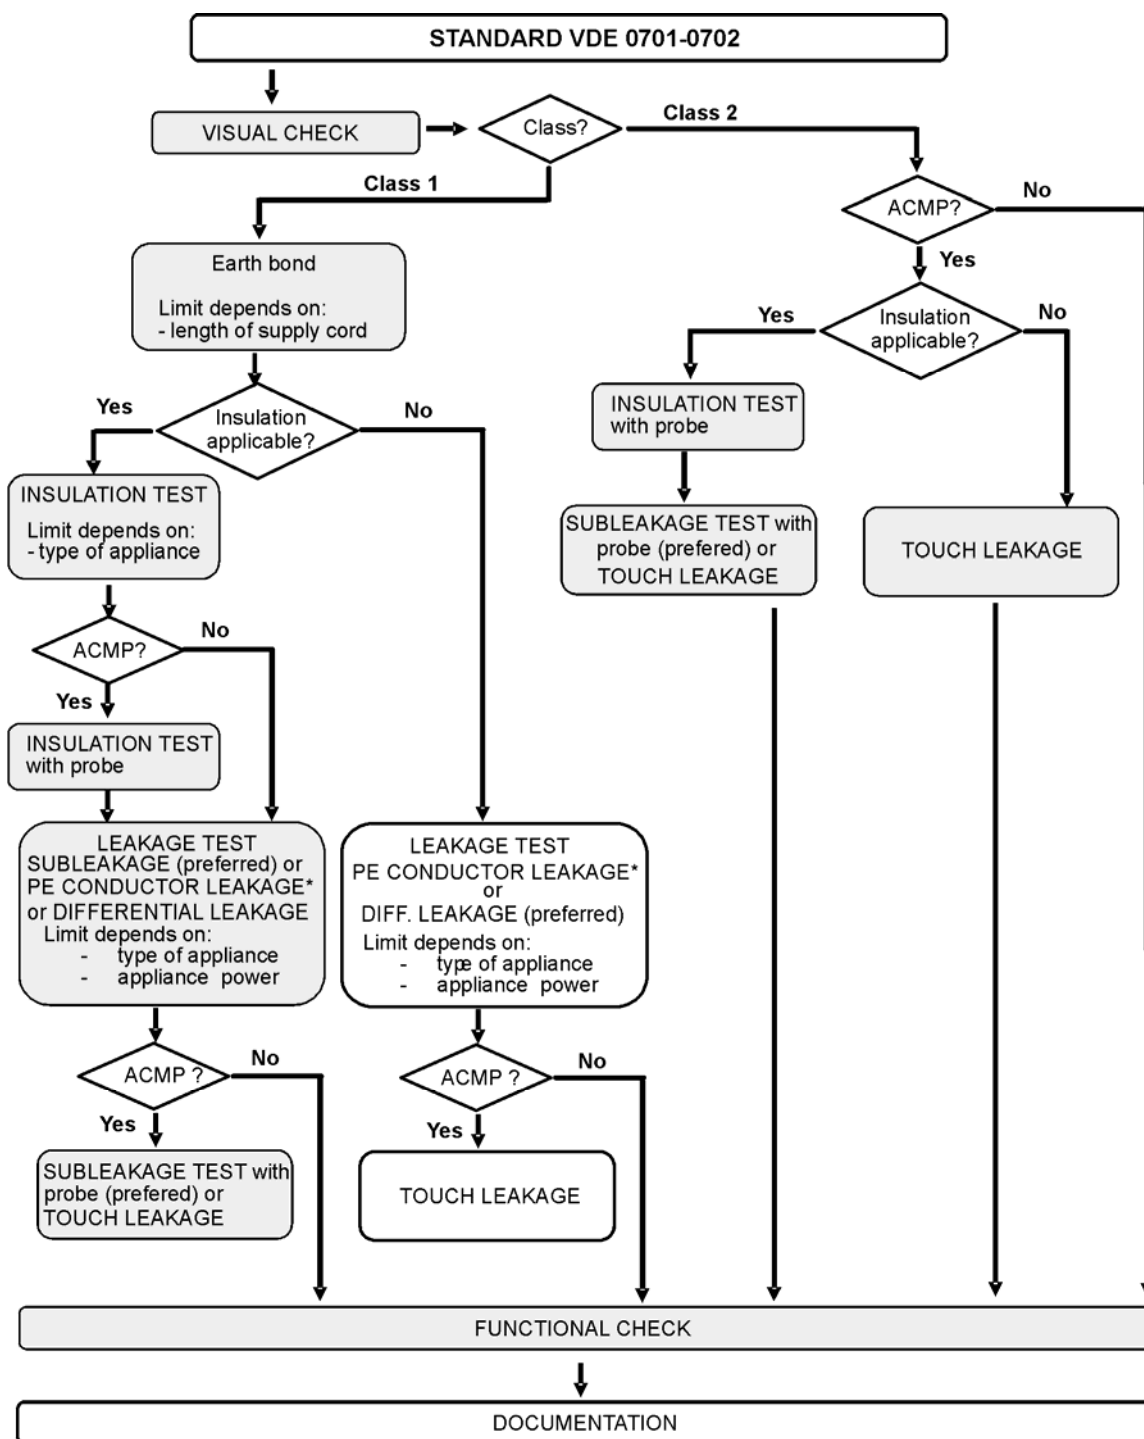 STANDARD VDE 0701-0702
VISUAL CHECK
Class?
Class 2
Class 1
ACMP?
No
Yes
Earth bond
Limit depends on:
- length of supply cord
Insulation
applicable?
Yes
No
INSULATION TEST
with probe
SUBLEAKAGE TEST with
probe (prefered) or
TOUCH LEAKAGE
TOUCH LEAKAGE
Insulation
applicable?
Yes
No
INSULATION TEST
Limit depends on:
- type of appliance
ACMP?
No
Yes
INSULATION TEST
with probe
LEAKAGE TEST
SUBLEAKAGE (preferred) or
PE CONDUCTOR LEAKAGE*
or DIFFERENTIAL LEAKAGE
Limit depends on:
- type of appliance
- appliance power
LEAKAGE TEST
PE CONDUCTOR LEAKAGE*
or
DIFF. LEAKAGE (preferred)
Limit depends on:
- type of appliance
- appliance power
ACMP ?
No
Yes
SUBLEAKAGE TEST with
probe (prefered) or
TOUCH LEAKAGE
ACMP ?
No
Yes
TOUCH LEAKAGE
FUNCTIONAL CHECK
DOCUMENTATION